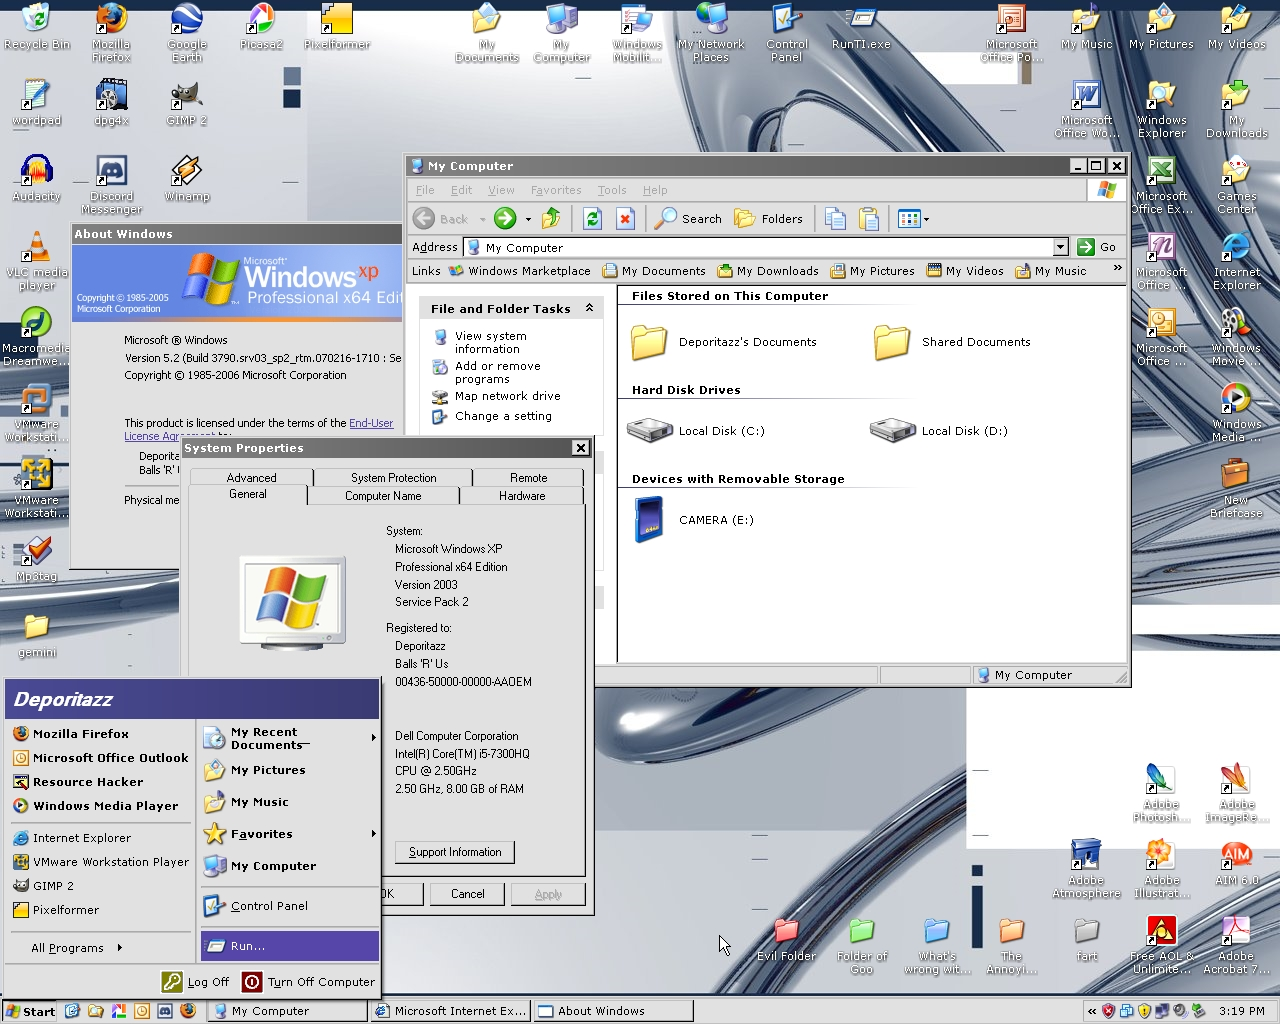 Recycle Bin
Mozilla
Firefox
Google
Earth
Picasa2
Pixelformer
My
Documents
My
Computer
Windows
Mobilit...
My Network
Places
Control
Panel
RunTI.exe
Microsoft
Office Po...
My Music
My Pictures
My Videos
wordpad
dpg4x
GIMP 2
Microsoft
Office Wo...
Windows
Explorer
My
Downloads
Audacity
Discord
Messenger
Winamp
Microsoft
Office Ex...
Games
Center
VLC media
player
Microsoft
Office ...
Internet
Explorer
Macromedia
Dreamwe...
Microsoft
Office ...
Windows
Movie ...
VMware
Workstati...
Windows
Media ...
VMware
Workstati...
New
Briefcase
Mp3tag
gemini
My Computer
File Edit View Favorites Tools Help
Back Search Folders
Address My Computer Go
Links Windows Marketplace My Documents My Downloads My Pictures My Videos My Music »
File and Folder Tasks
View system
information
Add or remove
programs
Map network drive
Change a setting
Files Stored on This Computer
Deporitazz's Documents
Shared Documents
Hard Disk Drives
Local Disk (C:)
Local Disk (D:)
Devices with Removable Storage
CAMERA (E:)
My Computer
About Windows
Microsoft®
Windows xp
Professional x64 Edit
Copyright © 1985-2005
Microsoft Corporation
Microsoft ® Windows
Version 5.2 (Build 3790.srv03_sp2_rtm.070216-1710 : Se
Copyright © 1985-2006 Microsoft Corporation
This product is licensed under the terms of the End-User
License Agreement to:
Deporita
Balls 'R' U
Physical me
System Properties
Advanced System Protection Remote
General Computer Name Hardware
System:
Microsoft Windows XP
Professional x64 Edition
Version 2003
Service Pack 2
Registered to:
Deporitazz
Balls 'R' Us
00436-50000-00000-AAOEM
Dell Computer Corporation
Intel(R) Core(TM) i5-7300HQ
CPU @ 2.50GHz
2.50 GHz, 8.00 GB of RAM
Support Information
OK Cancel Apply
Deporitazz
Mozilla Firefox
Microsoft Office Outlook
Resource Hacker
Windows Media Player
Internet Explorer
VMware Workstation Player
GIMP 2
Pixelformer
All Programs
My Recent
Documents
My Pictures
My Music
Favorites
My Computer
Control Panel
Run...
Log Off Turn Off Computer
Adobe
Photosh...
Adobe
ImageRe...
Adobe
Atmosphere
Adobe
Illustrat...
AIM 6.0
Evil Folder
Folder of
Goo
What's
wrong wit...
The
Annoyi...
fart
Free AOL &
Unlimite...
Adobe
Acrobat 7...
Start My Computer Microsoft Internet Ex... About Windows « 3:19 PM